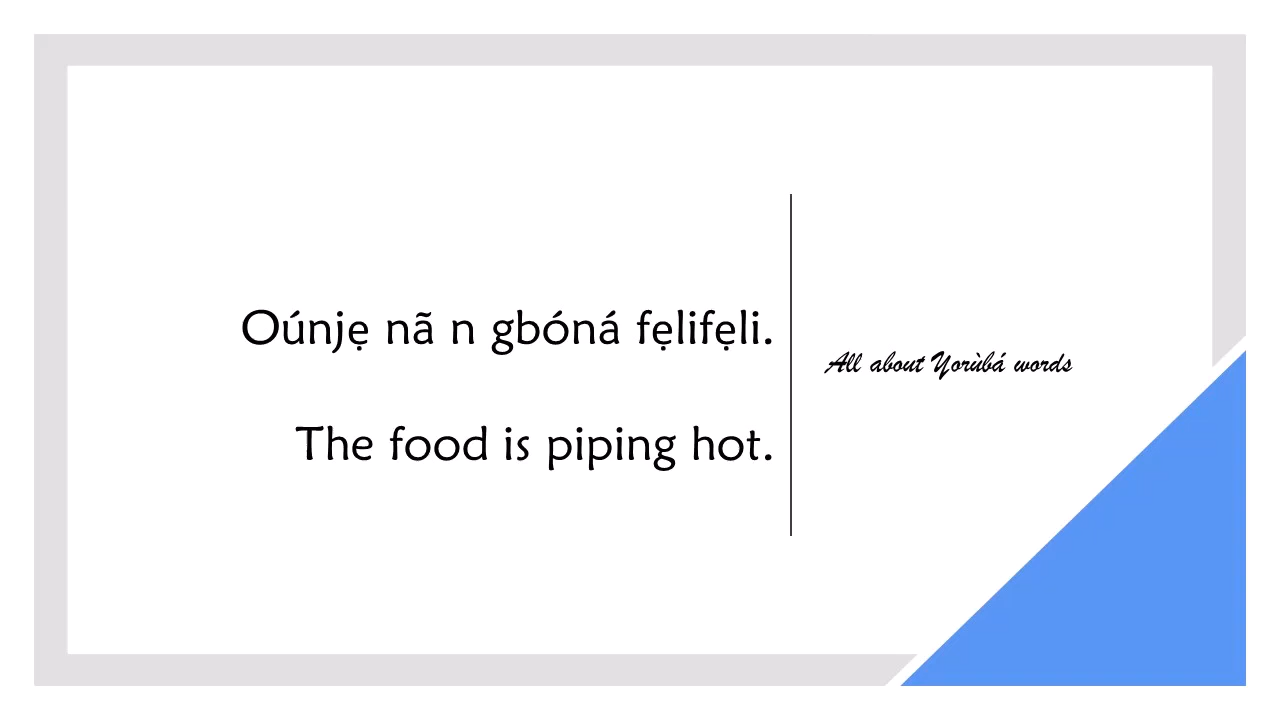 Oúnjẹ nã n gbóná fẹlifẹli.
The food is piping hot.
All about Yorùbá words